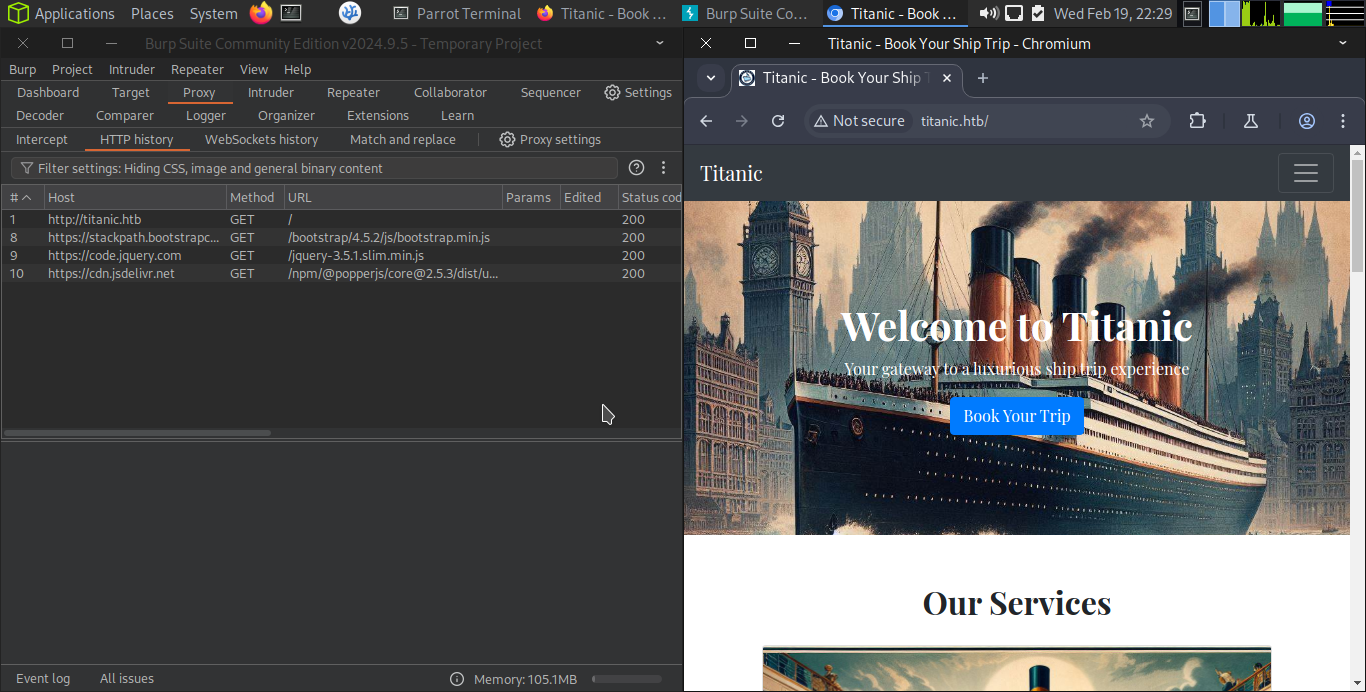 Applications Places System Parrot Terminal Titanic - Book ... Burp Suite Co... Titanic - Book ... Wed Feb 19, 22:29
Burp Suite Community Edition v2024.9.5 - Temporary Project
Burp Project Intruder Repeater View Help
Dashboard Target Proxy Intruder Repeater Collaborator Sequencer Settings
Decoder Comparer Logger Organizer Extensions Learn
Intercept HTTP history WebSockets history Match and replace Proxy settings
Filter settings: Hiding CSS, image and general binary content
# Host Method URL Params Edited Status cod
1 http://titanic.htb GET / 200
8 https://stackpath.bootstrapc... GET /bootstrap/4.5.2/js/bootstrap.min.js 200
9 https://code.jquery.com GET /jquery-3.5.1.slim.min.js 200
10 https://cdn.jsdelivr.net GET /npm/@popperjs/core@2.5.3/dist/u... 200
Event log All issues Memory: 105.1MB
Titanic - Book Your Ship Trip - Chromium
Titanic - Book Your Ship T
Not secure titanic.htb/
Titanic
Welcome to Titanic
Your gateway to a luxurious ship trip experience
Book Your Trip
Our Services